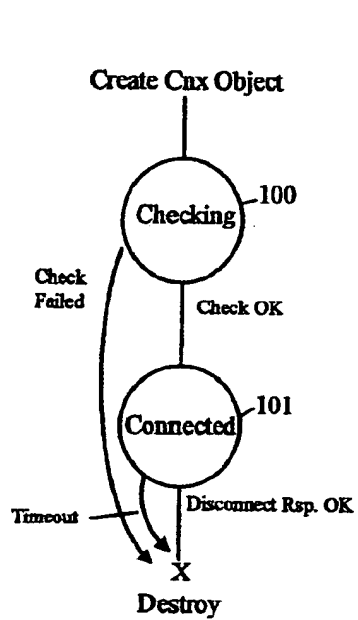 Create Cnx Object
100
Checking
Check
Failed
Check OK
101
Connected
Disconnect Rsp. OK
Timeout
X
Destroy